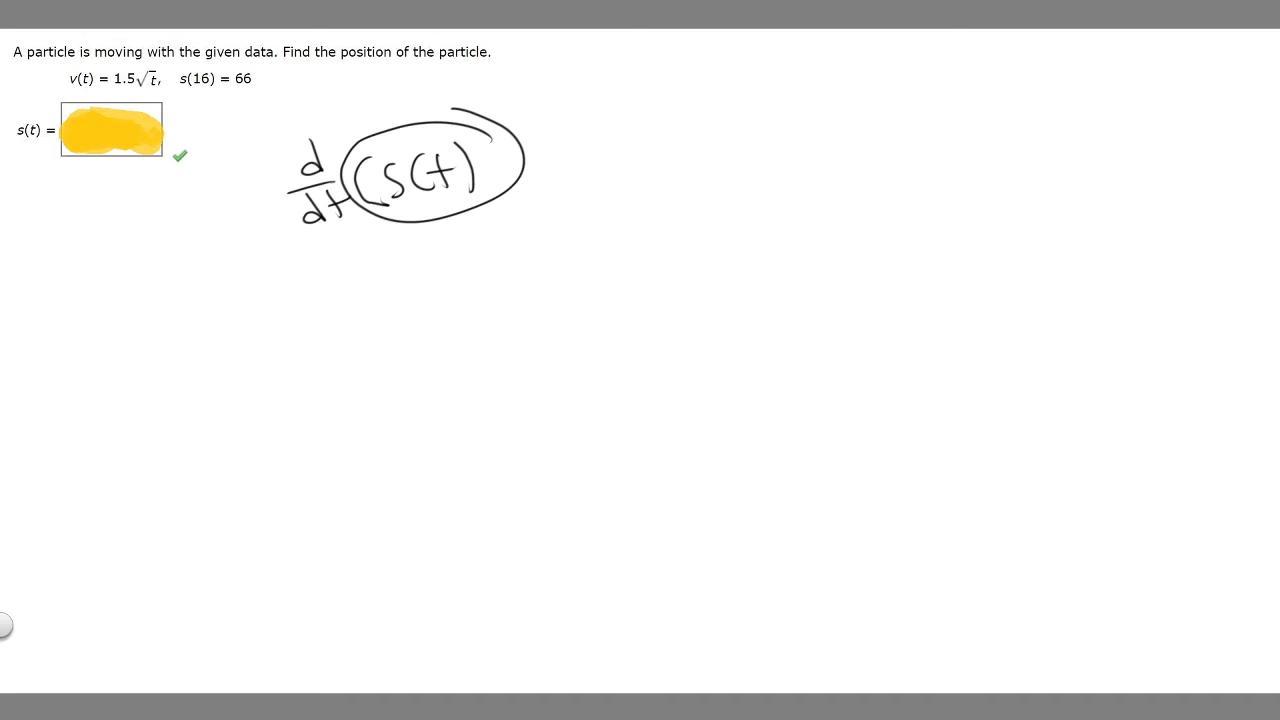 A particle is moving with the given data. Find the position of the particle.
v(t) = 1.5√t,   s(16) = 66
s(t) =
d/dt (s(t))